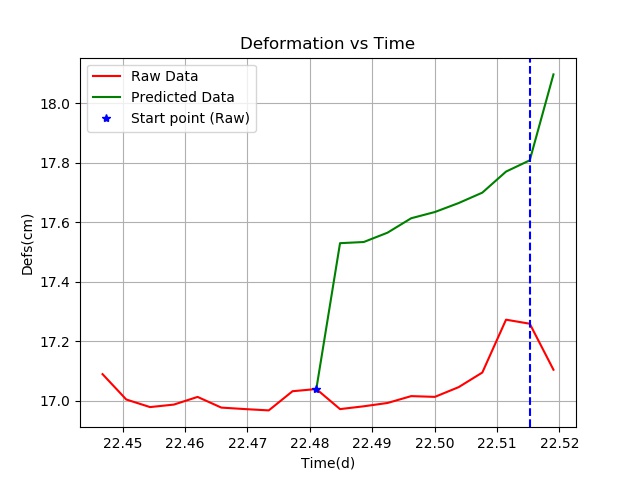 Deformation vs Time
Raw Data
Predicted Data
Start point (Raw)
18.0
17.8
17.6
17.4
17.2
17.0
Defs(cm)
22.45 22.46 22.47 22.48 22.49 22.50 22.51 22.52
Time(d)